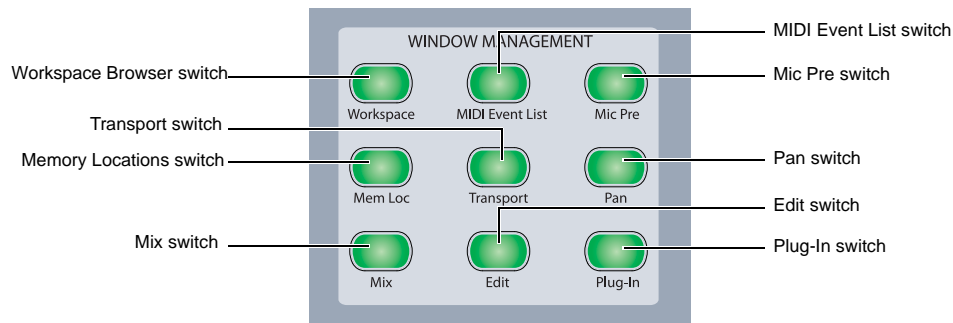 WINDOW MANAGEMENT
MIDI Event List switch
Workspace Browser switch
Mic Pre switch
Workspace
MIDI Event List
Mic Pre
Transport switch
Memory Locations switch
Pan switch
Mem Loc
Transport
Pan
Edit switch
Mix switch
Plug-In switch
Mix
Edit
Plug-In